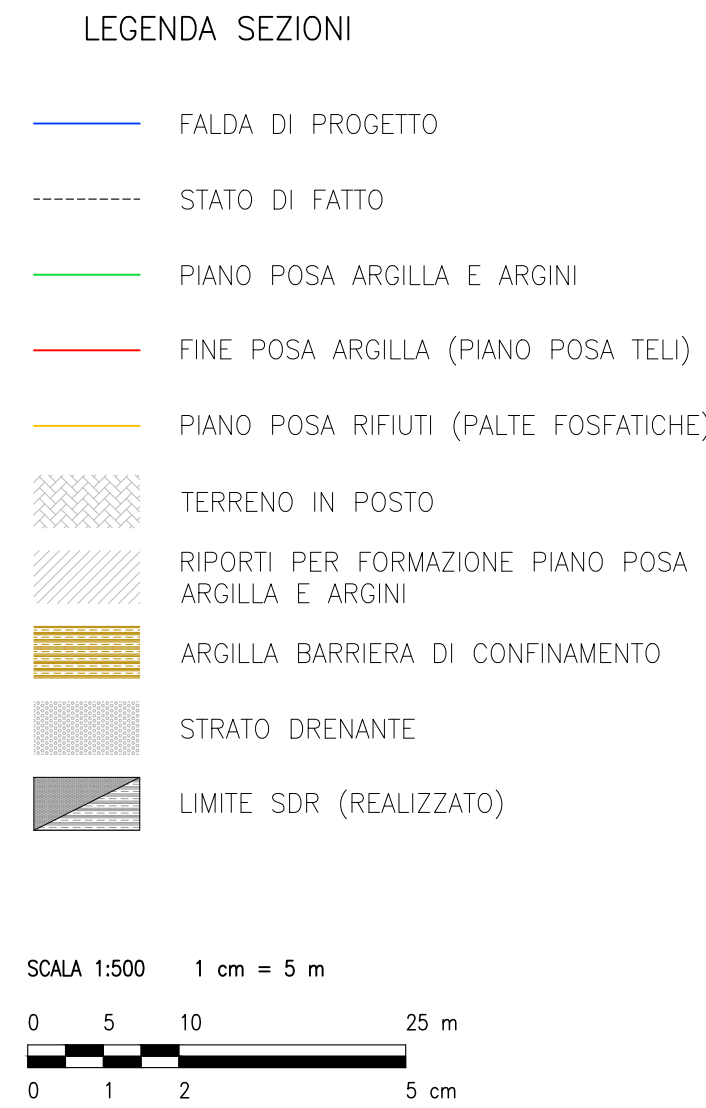 LEGENDA SEZIONI
FALDA DI PROGETTO
STATO DI FATTO
PIANO POSA ARGILLA E ARGINI
FINE POSA ARGILLA (PIANO POSA TELI)
PIANO POSA RIFIUTI (PALTE FOSFATICHE)
TERRENO IN POSTO
RIPORTI PER FORMAZIONE PIANO POSA
ARGILLA E ARGINI
ARGILLA BARRIERA DI CONFINAMENTO
STRATO DRENANTE
LIMITE SDR (REALIZZATO)
SCALA 1:500 1 cm = 5 m
0 5 10 25 m
0 1 2 5 cm